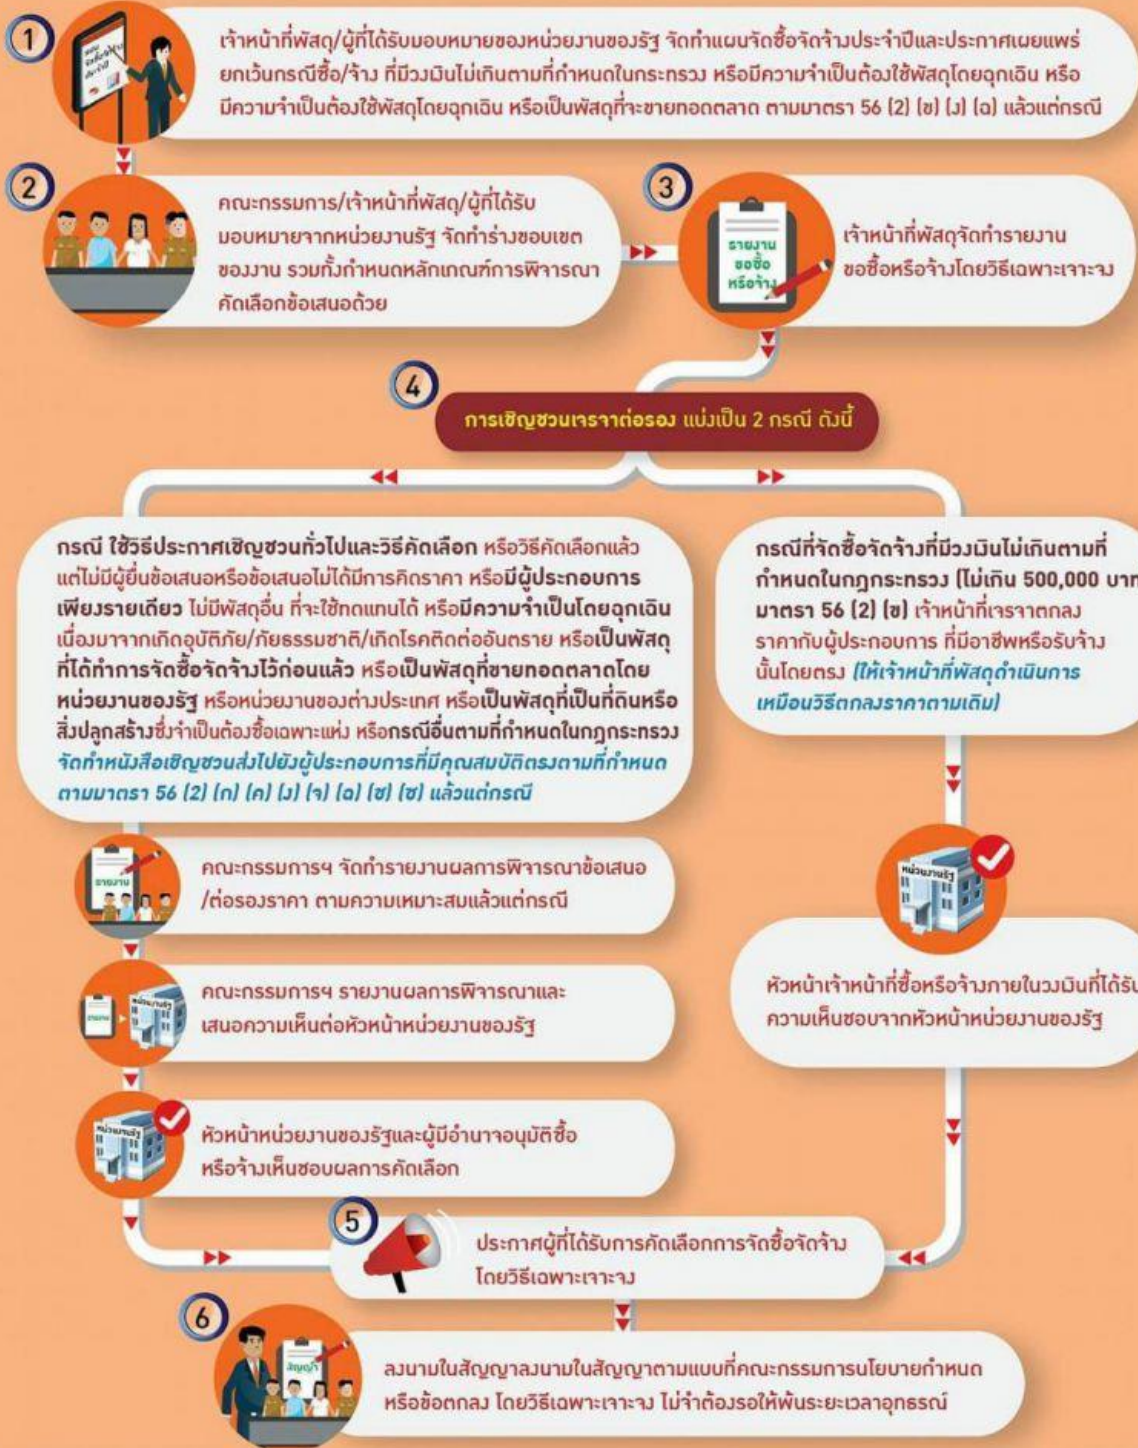 1
แผน
จัดซื้อจัดจ้าง
ประจำปี
เจ้าหน้าที่พัสดุ/ผู้ที่ได้รับมอบหมายของหน่วยงานของรัฐ จัดทำแผนจัดซื้อจัดจ้างประจำปีและประกาศเผยแพร่
ยกเว้นกรณีซื้อ/จ้าง ที่มีวงเงินไม่เกินตามที่กำหนดในกระทรวง หรือมีความจำเป็นต้องใช้พัสดุโดยฉุกเฉิน หรือ
มีความจำเป็นต้องใช้พัสดุโดยฉุกเฉิน หรือเป็นพัสดุที่จะขายทอดตลาด ตามมาตรา 56 (2) (ข) (ง) (ฉ) แล้วแต่กรณี
2
คณะกรรมการ/เจ้าหน้าที่พัสดุ/ผู้ที่ได้รับ
มอบหมายจากหน่วยงานรัฐ จัดทำร่างขอบเขต
ของงาน รวมทั้งกำหนดหลักเกณฑ์การพิจารณา
คัดเลือกข้อเสนอด้วย
3
รายงาน
ขอซื้อ
หรือจ้าง
เจ้าหน้าที่พัสดุจัดทำรายงาน
ขอซื้อหรือจ้างโดยวิธีเฉพาะเจาะจง
4
การเชิญชวนเจรจาต่อรอง แบ่งเป็น 2 กรณี ดังนี้
กรณี ใช้วิธีประกาศเชิญชวนทั่วไปและวิธีคัดเลือก หรือวิธีคัดเลือกแล้ว
แต่ไม่มีผู้ยื่นข้อเสนอหรือข้อเสนอไม่ได้มีการคิดราคา หรือมีผู้ประกอบการ
เพียงรายเดียว ไม่มีพัสดุอื่น ที่จะใช้ทดแทนได้ หรือมีความจำเป็นโดยฉุกเฉิน
เนื่องมาจากเกิดอุบัติภัย/ภัยธรรมชาติ/เกิดโรคติดต่ออันตราย หรือเป็นพัสดุ
ที่ได้ทำการจัดซื้อจัดจ้างไว้ก่อนแล้ว หรือเป็นพัสดุที่ขายทอดตลาดโดย
หน่วยงานของรัฐ หรือหน่วยงานของต่างประเทศ หรือเป็นพัสดุที่เป็นที่ดินหรือ
สิ่งปลูกสร้างซึ่งจำเป็นต้องซื้อเฉพาะแห่ง หรือกรณีอื่นตามที่กำหนดในกฎกระทรวง
จัดทำหนังสือเชิญชวนส่งไปยังผู้ประกอบการที่มีคุณสมบัติตรงตามที่กำหนด
ตามมาตรา 56 (2) (ก) (ค) (ง) (จ) (ฉ) (ช) (ซ) แล้วแต่กรณี
กรณีที่จัดซื้อจัดจ้างที่มีวงเงินไม่เกินตามที่
กำหนดในกฎกระทรวง (ไม่เกิน 500,000 บาท
มาตรา 56 (2) (ข) เจ้าหน้าที่เจรจาตกลง
ราคากับผู้ประกอบการ ที่มีอาชีพหรือรับจ้าง
นั้นโดยตรง (ให้เจ้าหน้าที่พัสดุดำเนินการ
เหมือนวิธีตกลงราคาตามเดิม)
รายงาน
คณะกรรมการฯ จัดทำรายงานผลการพิจารณาข้อเสนอ
/ต่อรองราคา ตามความเหมาะสมแล้วแต่กรณี
หน่วยงานรัฐ
รายงาน
หน่วยงานรัฐ
คณะกรรมการฯ รายงานผลการพิจารณาและ
เสนอความเห็นต่อหัวหน้าหน่วยงานของรัฐ
หัวหน้าเจ้าหน้าที่ซื้อหรือจ้างภายในวงเงินที่ได้รับ
ความเห็นชอบจากหัวหน้าหน่วยงานของรัฐ
หน่วยงานรัฐ
หัวหน้าหน่วยงานของรัฐและผู้มีอำนาจอนุมัติซื้อ
หรือจ้างเห็นชอบผลการคัดเลือก
5
ประกาศผู้ที่ได้รับการคัดเลือกการจัดซื้อจัดจ้าง
โดยวิธีเฉพาะเจาะจง
6
สัญญา
ลงนามในสัญญาลงนามในสัญญาตามแบบที่คณะกรรมการนโยบายกำหนด
หรือข้อตกลง โดยวิธีเฉพาะเจาะจง ไม่จำต้องรอให้พ้นระยะเวลาอุทธรณ์